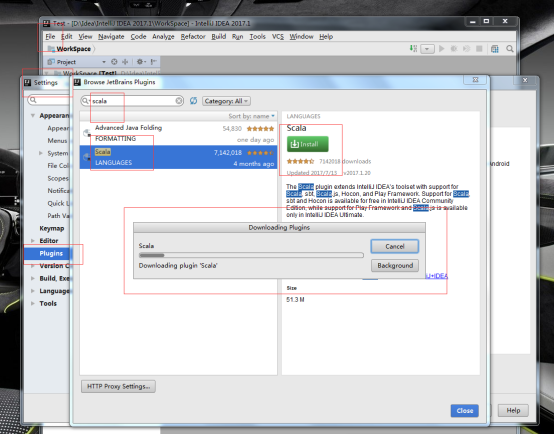 Test - [D:\Idea\IntelliJ IDEA 2017.1\WorkSpace] - IntelliJ IDEA 2017.1
File Edit View Navigate Code Analyze Refactor Build Run Tools VCS Window Help
WorkSpace
Project
WorkSpace (Test)
Settings
Appearan
Appear
Menus
System
File Col
Scopes
Notifica
Quick Li
Path Va
Keymap
Editor
Plugins
Version C
Build, Exe
Language
Tools
Browse JetBrains Plugins
scala
Category: All
Sort by: name
Advanced Java Folding 54,830
FORMATTING one day ago
Scala 7,142,018
LANGUAGES 4 months ago
LANGUAGES
Scala
Install
7142018 downloads
Updated 2017/7/13 v2017.1.20
The Scala plugin extends IntelliJ IDEA's toolset with support for
Scala, sbt, Scala.js, Hocon, and Play Framework. Support for Scala,
sbt and Hocon is available for free in IntelliJ IDEA Community
Edition, while support for Play Framework and Scala.js is available
only in IntelliJ IDEA Ultimate.
Downloading Plugins
Scala
Cancel
Downloading plugin 'Scala'
Background
IJ+IDEA
Size
51.3 M
HTTP Proxy Settings...
Close
ndroid
Help